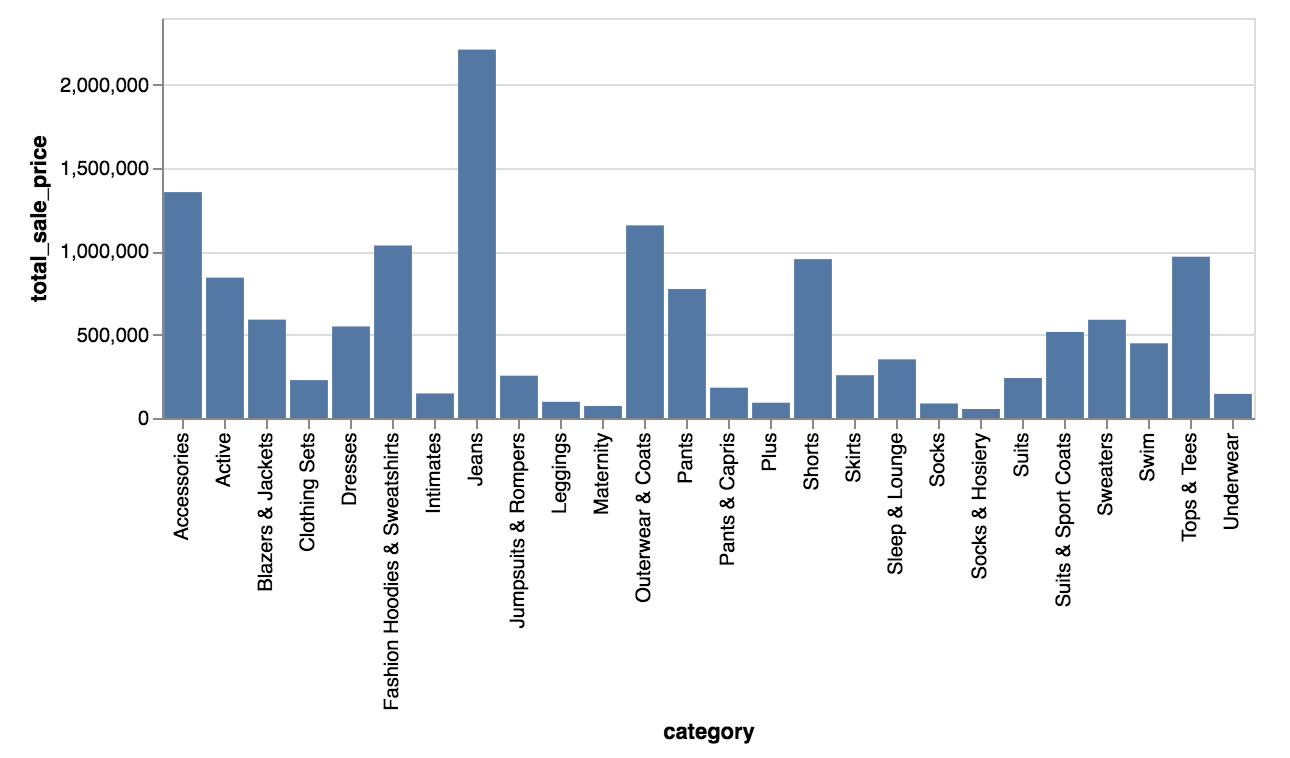 total_sale_price
2,000,000
1,500,000
1,000,000
500,000
0
Accessories
Active
Blazers & Jackets
Clothing Sets
Dresses
Fashion Hoodies & Sweatshirts
Intimates
Jeans
Jumpsuits & Rompers
Leggings
Maternity
Outerwear & Coats
Pants
Pants & Capris
Plus
Shorts
Skirts
Sleep & Lounge
Socks
Socks & Hosiery
Suits
Suits & Sport Coats
Sweaters
Swim
Tops & Tees
Underwear
category